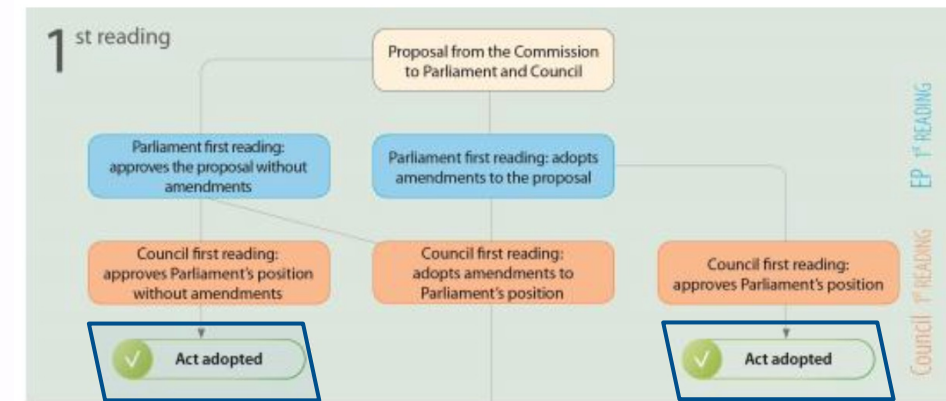 1st reading
Proposal from the Commission
to Parliament and Council
Parliament first reading:
approves the proposal without
amendments
Parliament first reading: adopts
amendments to the proposal
EP 1st READING
Council first reading:
approves Parliament's position
without amendments
Council first reading:
adopts amendments to
Parliament's position
Council first reading:
approves Parliament's position
Council 1st READING
Act adopted
Act adopted